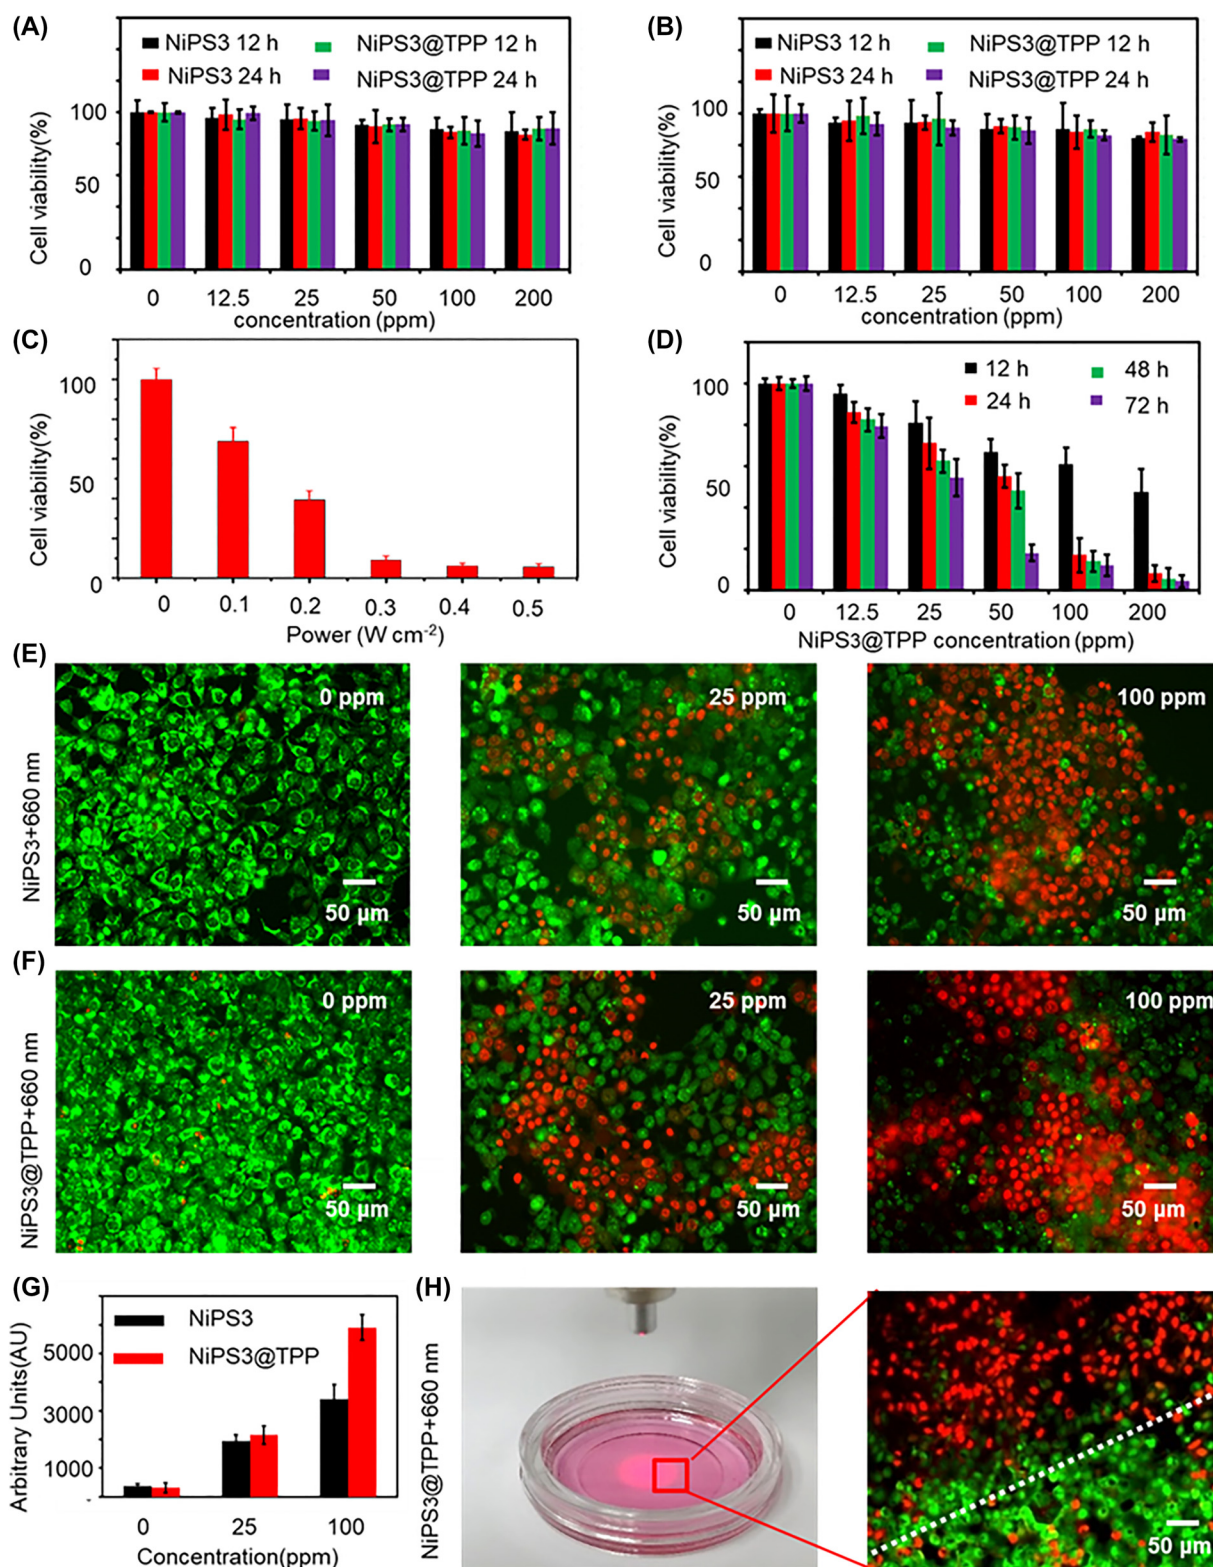 (A)
NiPS3 12 h
NiPS3@TPP 12 h
NiPS3 24 h
NiPS3@TPP 24 h
Cell viability(%)
100
50
0
0 12.5 25 50 100 200
concentration (ppm)
(B)
NiPS3 12 h
NiPS3@TPP 12 h
NiPS3 24 h
NiPS3@TPP 24 h
Cell viability(%)
100
50
0
0 12.5 25 50 100 200
concentration (ppm)
(C)
Cell viability(%)
100
50
0
0 0.1 0.2 0.3 0.4 0.5
Power (W cm⁻²)
(D)
12 h
48 h
24 h
72 h
Cell viability(%)
100
50
0
0 12.5 25 50 100 200
NiPS3@TPP concentration (ppm)
(E)
NiPS3+660 nm
0 ppm
50 µm
25 ppm
50 µm
100 ppm
50 µm
(F)
NiPS3@TPP+660 nm
0 ppm
50 µm
25 ppm
50 µm
100 ppm
50 µm
(G)
NiPS3
NiPS3@TPP
Arbitrary Units(AU)
5000
3000
1000
0 25 100
Concentration(ppm)
(H)
NiPS3@TPP+660 nm
50 µm